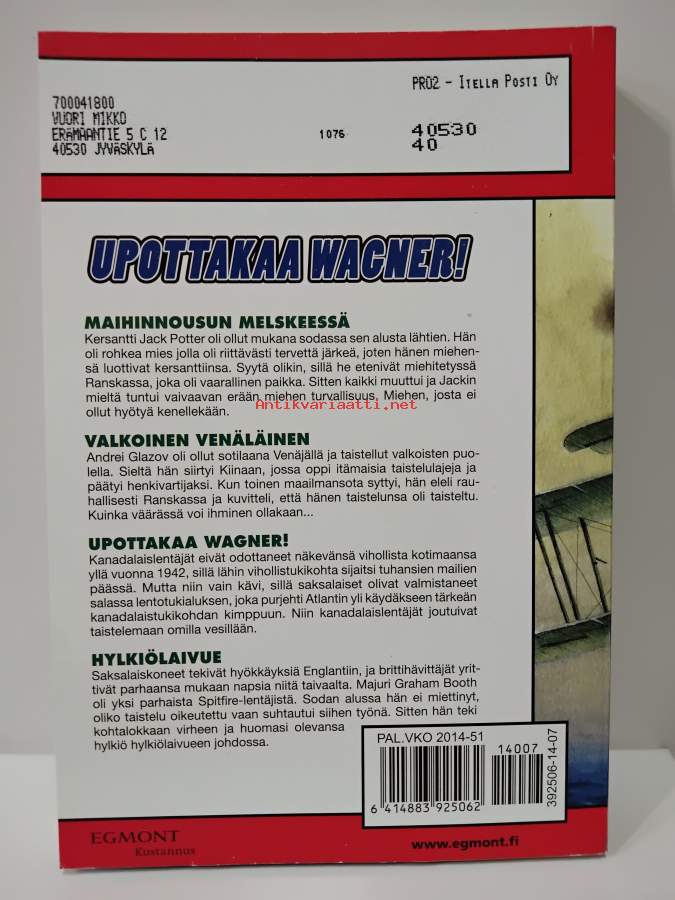 PRO2 - ITELLA POSTI OY
700041800
VUORI MIKKO
ERÄMAANTIE 5 C 12
40530 JYVÄSKYLÄ
1076
40530
40
UPOTTAKAA WAGNER!
MAIHINNOUSUN MELSKEESSÄ
Kersantti Jack Potter oli ollut mukana sodassa sen alusta lähtien. Hän
oli rohkea mies jolla oli riittävästi tervettä järkeä, joten hänen miehen-
sä luottivat kersanttiinsa. Syytä olikin, sillä he etenivät miehitetyssä
Ranskassa, joka oli vaarallinen paikka. Sitten kaikki muuttui ja Jackin
mieltä tuntui vaivaavan erään miehen turvallisuus. Miehen, josta ei
ollut hyötyä kenellekään.
Antikvariaatti.net
VALKOINEN VENÄLÄINEN
Andrei Glazov oli ollut sotilaana Venäjällä ja taistellut valkoisten puo-
lella. Sieltä hän siirtyi Kiinaan, jossa oppi itämaisia taistelulajeja ja
päätyi henkivartijaksi. Kun toinen maailmansota syttyi, hän eleli rau-
hallisesti Ranskassa ja kuvitteli, että hänen taistelunsa oli taisteltu.
Kuinka väärässä voi ihminen ollakaan...
UPOTTAKAA WAGNER!
Kanadalaislentäjät eivät odottaneet näkevänsä vihollista kotimaansa
yllä vuonna 1942, sillä lähin vihollistukikohta sijaitsi tuhansien mailien
päässä. Mutta niin vain kävi, sillä saksalaiset olivat valmistaneet
salassa lentotukialuksen, joka purjehti Atlantin yli käydäkseen tärkeän
kanadalaistukikohdan kimppuun. Niin kanadalaislentäjät joutuivat
taistelemaan omilla vesillään.
HYLKIÖLAIVUE
Saksalaiskoneet tekivät hyökkäyksiä Englantiin, ja brittihävittäjät yrit-
tivät parhaansa mukaan napsia niitä taivaalta. Majuri Graham Booth
oli yksi parhaista Spitfire-lentäjistä. Sodan alussa hän ei miettinyt,
oliko taistelu oikeutettu vaan suhtautui siihen työnä. Sitten hän teki
kohtalokkaan virheen ja huomasi olevansa
hylkiö hylkiölaivueen johdossa.
PAL.VKO 2014-51
14007
6 414883 925062
392506-14-07
EGMONT
Kustannus
www.egmont.fi